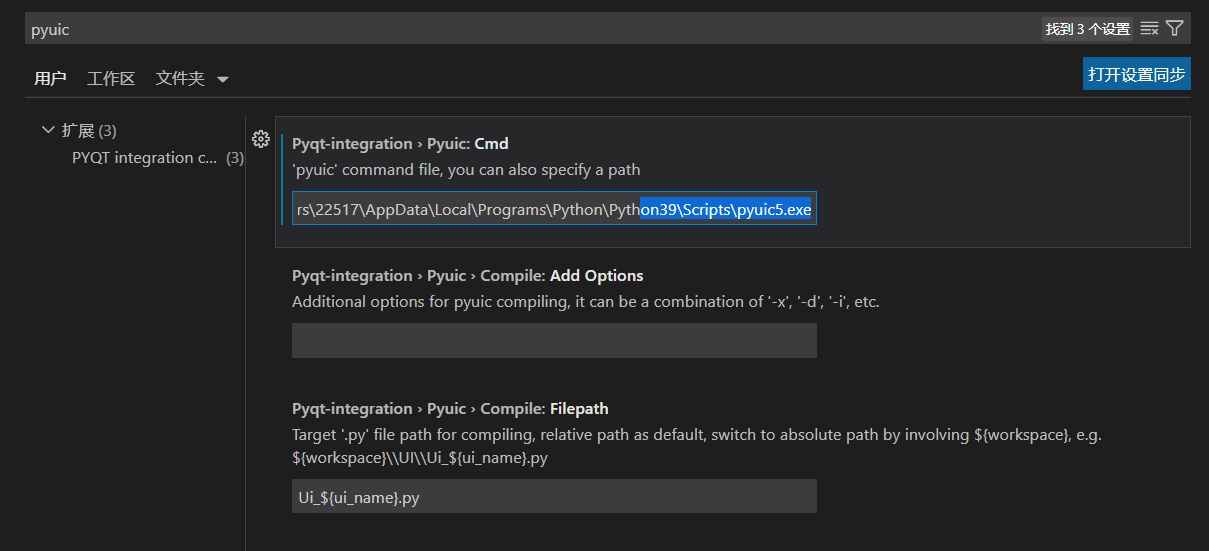 pyuic
找到 3 个设置
用户 工作区 文件夹
打开设置同步
扩展 (3)
PYQT integration c... (3)
Pyqt-integration › Pyuic: Cmd
'pyuic' command file, you can also specify a path
rs\22517\AppData\Local\Programs\Python\Python39\Scripts\pyuic5.exe
Pyqt-integration › Pyuic › Compile: Add Options
Additional options for pyuic compiling, it can be a combination of '-x', '-d', '-i', etc.
Pyqt-integration › Pyuic › Compile: Filepath
Target '.py' file path for compiling, relative path as default, switch to absolute path by involving ${workspace}, e.g.
${workspace}\\UI\\Ui_${ui_name}.py
Ui_${ui_name}.py